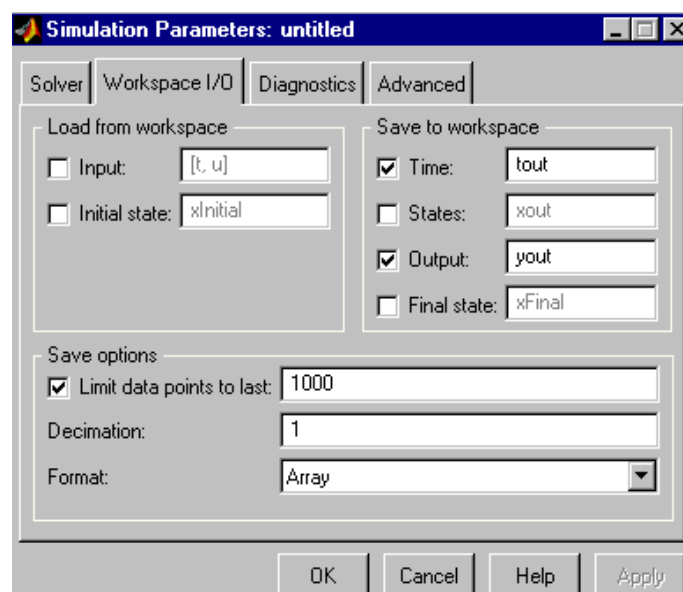 Simulation Parameters: untitled
Solver Workspace I/O Diagnostics Advanced
Load from workspace
Input: [t, u]
Initial state: xInitial
Save to workspace
Time: tout
States: xout
Output: yout
Final state: xFinal
Save options
Limit data points to last: 1000
Decimation: 1
Format: Array
OK Cancel Help Apply